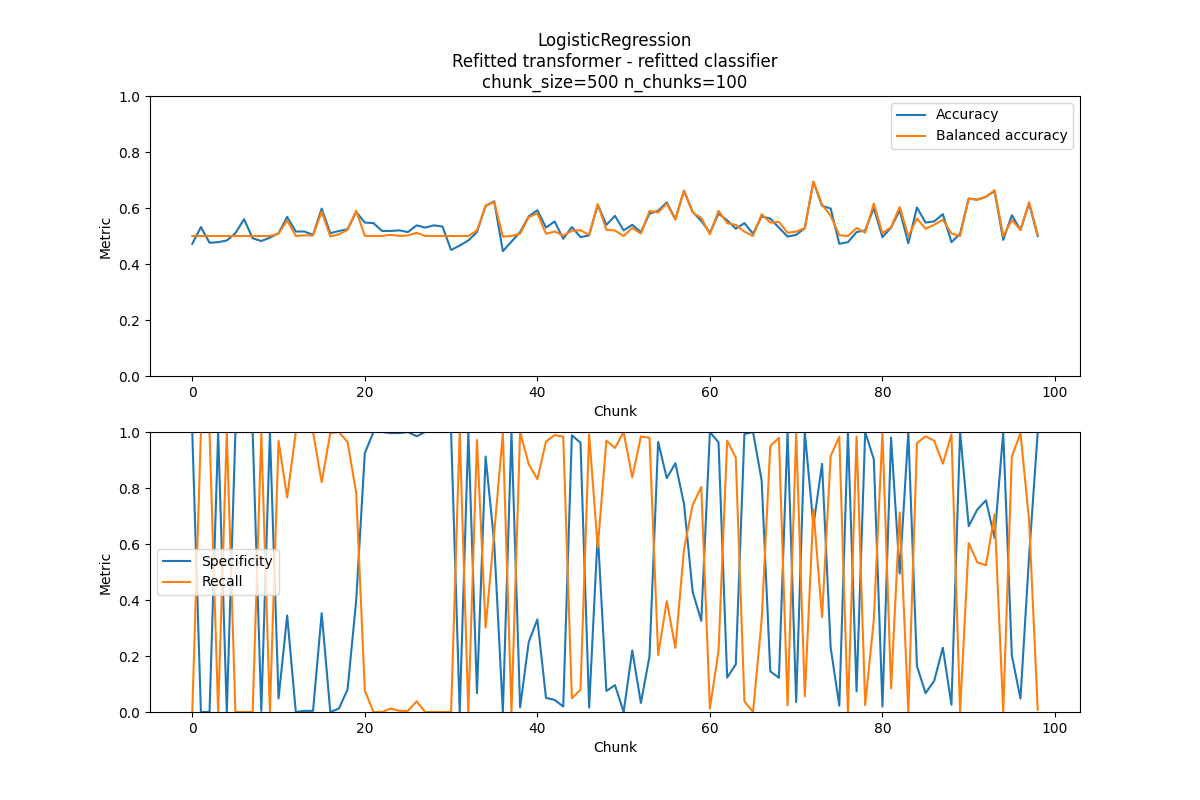 LogisticRegression
Refitted transformer - refitted classifier
chunk_size=500 n_chunks=100
1.0
0.8
0.6
0.4
0.2
0.0
Metric
Accuracy
Balanced accuracy
0 20 40 60 80 100
Chunk
1.0
0.8
0.6
0.4
0.2
0.0
Metric
Specificity
Recall
0 20 40 60 80 100
Chunk